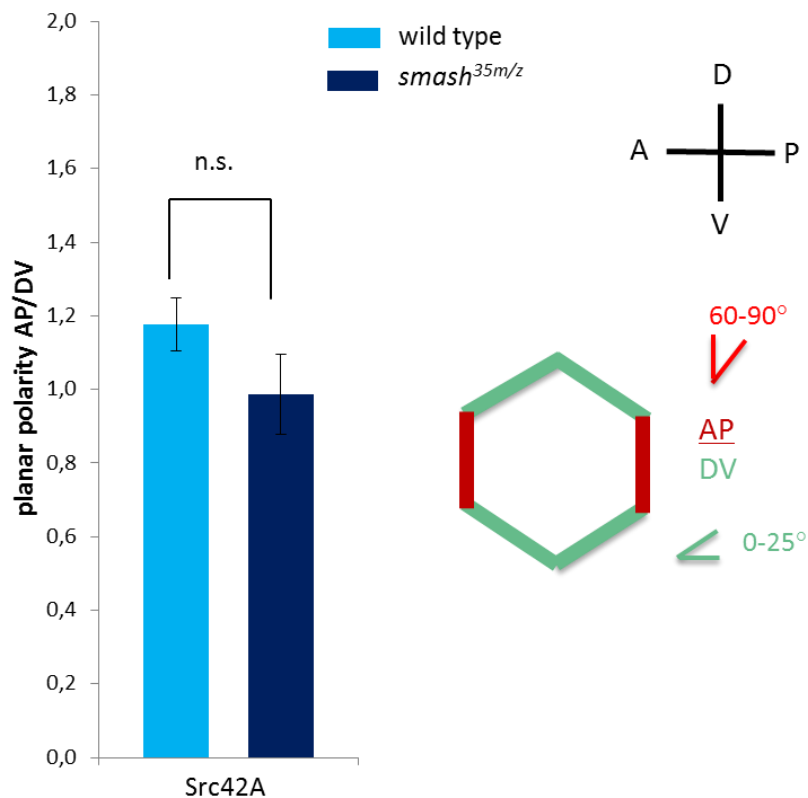 planar polarity AP/DV
2,0
1,8
1,6
1,4
1,2
1,0
0,8
0,6
0,4
0,2
0,0
n.s.
Src42A
wild type
smash35m/z
D
A P
V
60-90°
AP
DV
0-25°